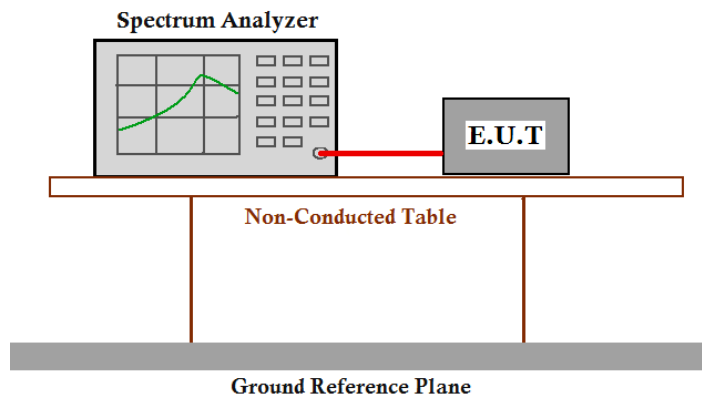 Spectrum Analyzer
E.U.T
Non-Conducted Table
Ground Reference Plane